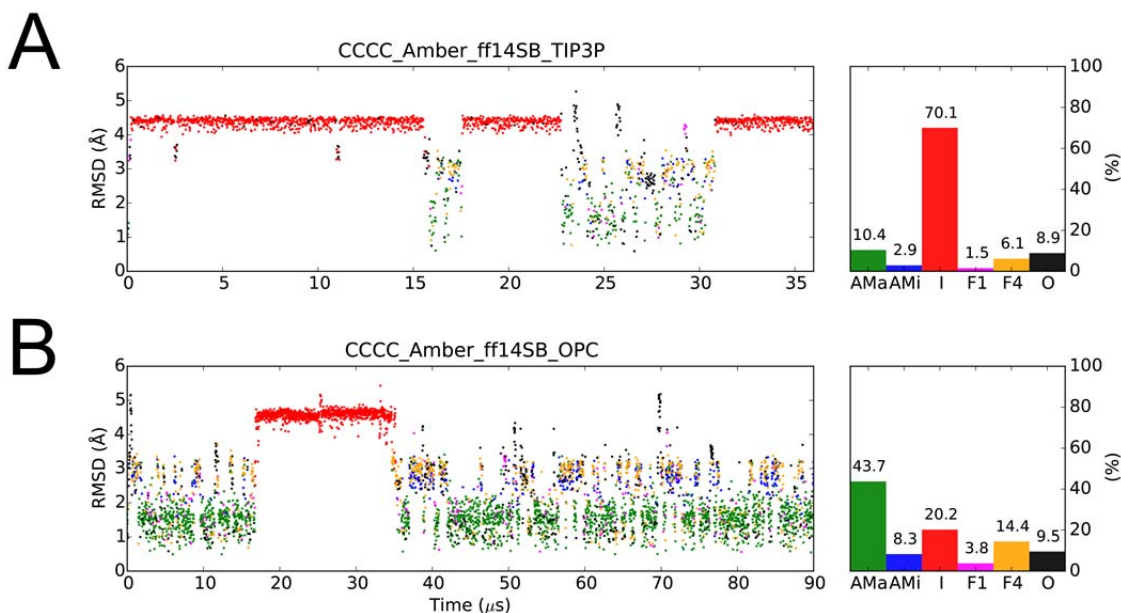 A
CCCC_Amber_ff14SB_TIP3P
RMSD (Å)
6
5
4
3
2
1
0
0 5 10 15 20 25 30 35
100
80
60
40
20
0
(%)
10.4 2.9 70.1 1.5 6.1 8.9
AMa AMi I F1 F4 O
B
CCCC_Amber_ff14SB_OPC
RMSD (Å)
6
5
4
3
2
1
0
0 10 20 30 40 50 60 70 80 90
Time (μs)
100
80
60
40
20
0
(%)
43.7 8.3 20.2 3.8 14.4 9.5
AMa AMi I F1 F4 O